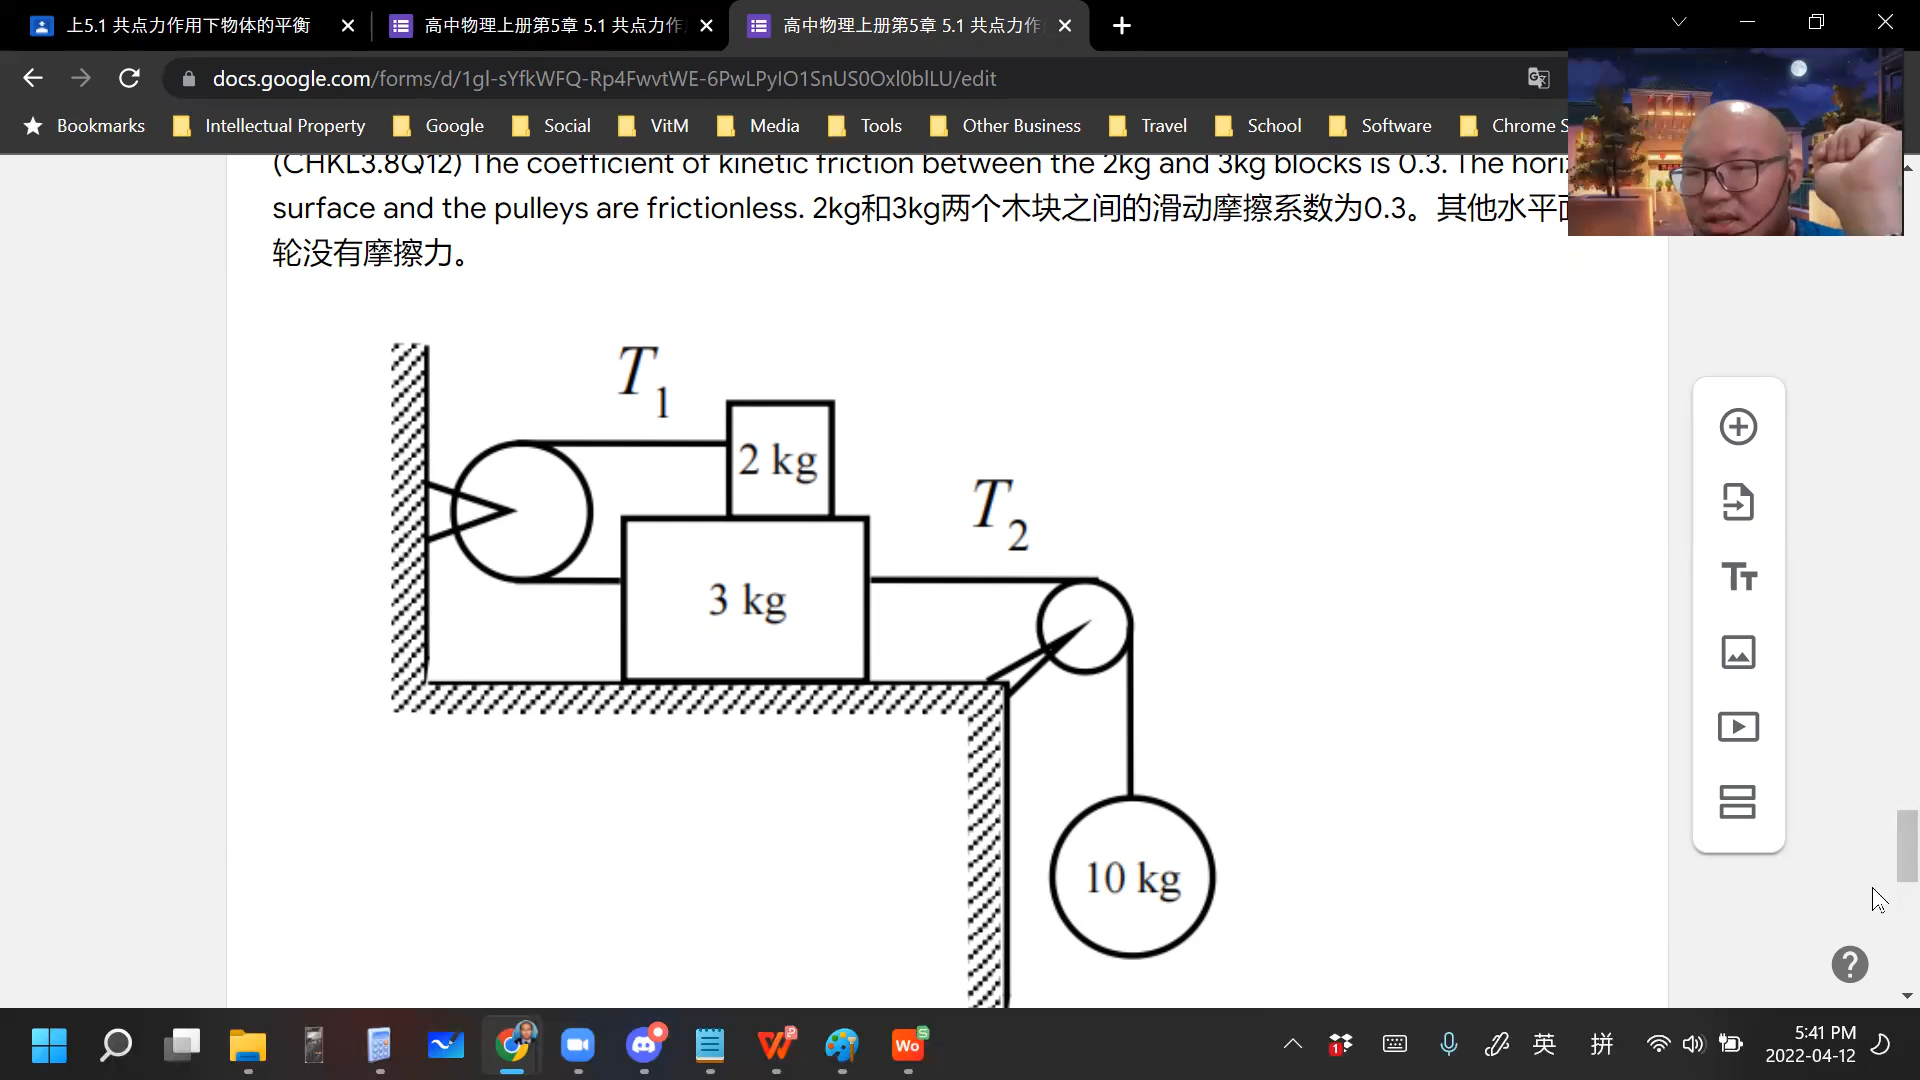 上5.1 共点力作用下物体的平衡
高中物理上册第5章 5.1 共点力作
高中物理上册第5章 5.1 共点力作
docs.google.com/forms/d/1gl-sYfkWFQ-Rp4FwvtWE-6PwLPyIO1SnUS0Oxl0blLU/edit
Bookmarks
Intellectual Property
Google
Social
VitM
Media
Tools
Other Business
Travel
School
Software
Chrome S
(CHKL3.8Q12) The coefficient of kinetic friction between the 2kg and 3kg blocks is 0.3. The hori
surface and the pulleys are frictionless. 2kg和3kg两个木块之间的滑动摩擦系数为0.3。其他水平
轮没有摩擦力。
T1
2 kg
T2
3 kg
10 kg
Tт
?
1
英
拼
5:41 PM
2022-04-12